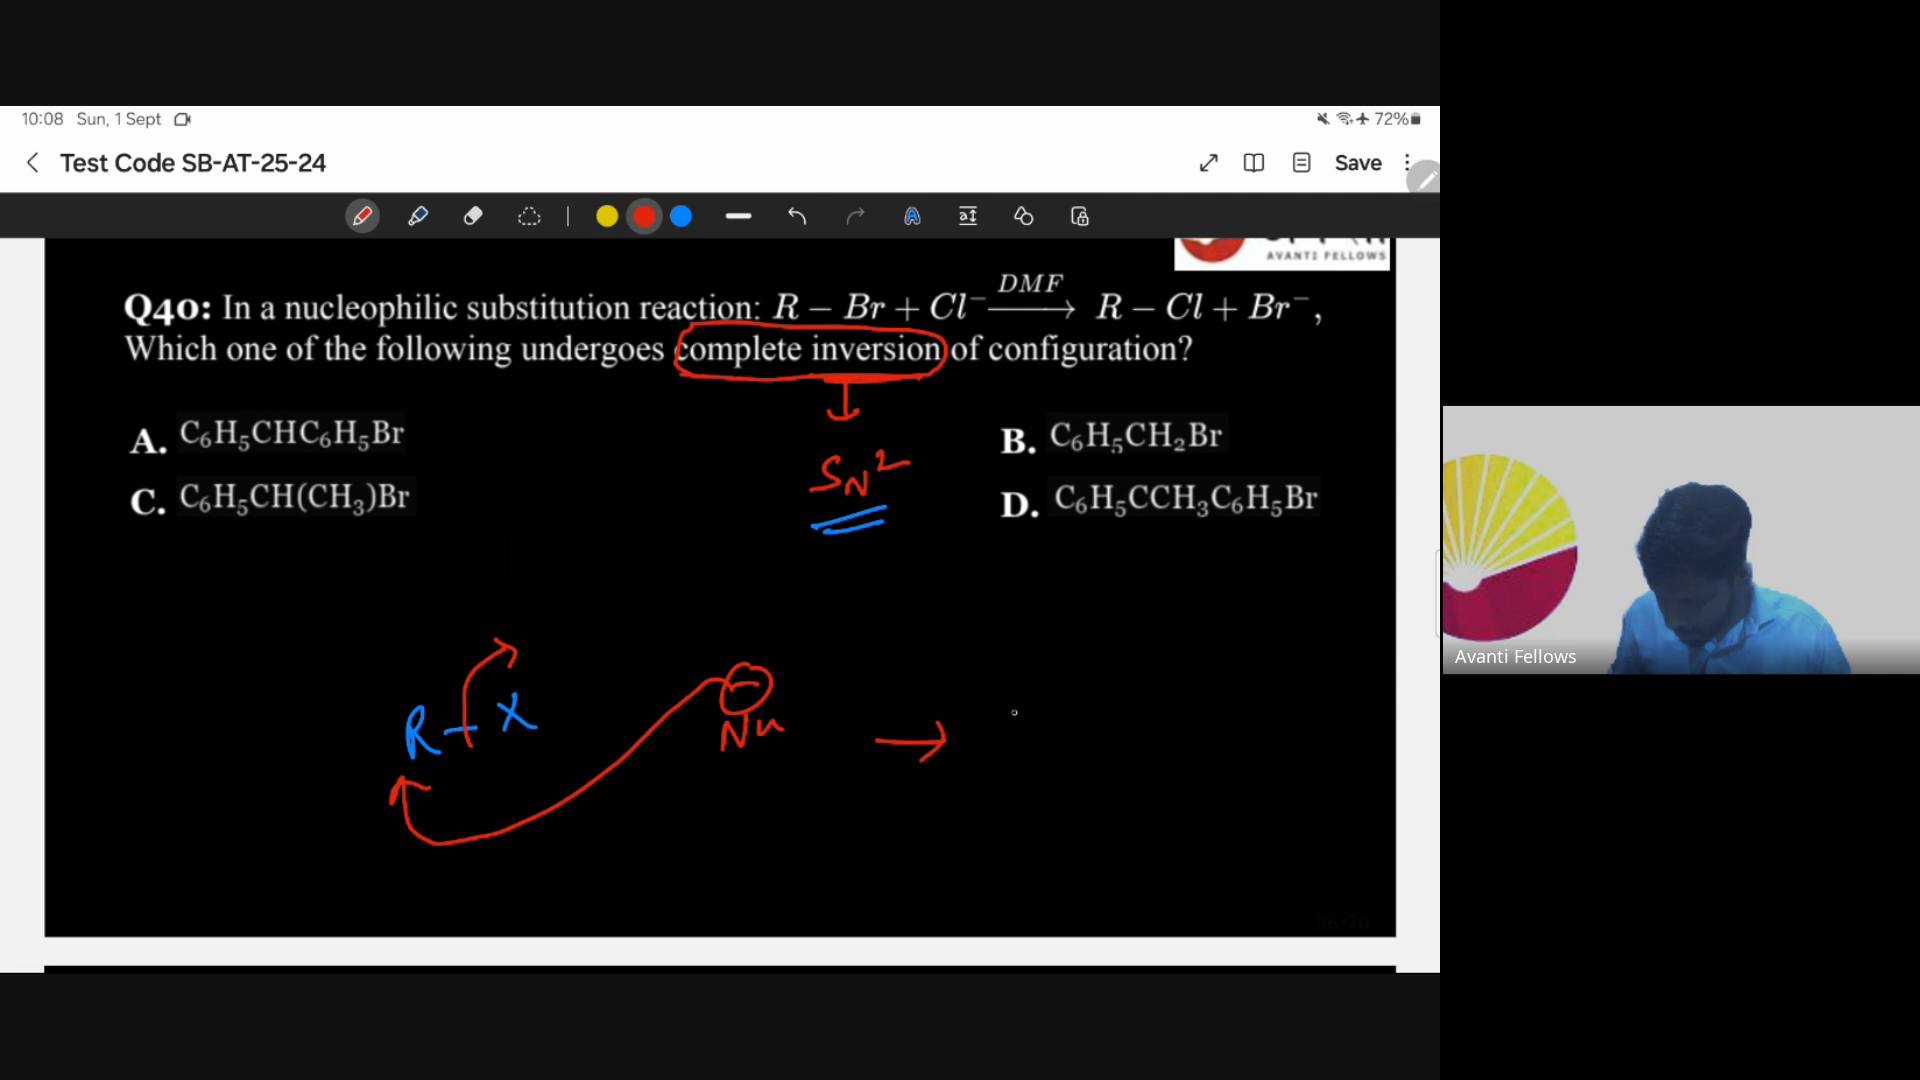 10:08 Sun, 1 Sept 72%
Test Code SB-AT-25-24
Save
AVANTI FELLOWS
Q40: In a nucleophilic substitution reaction: R − Br + Cl⁻ —DMF→ R − Cl + Br⁻,
Which one of the following undergoes complete inversion of configuration?
A. C₆H₅CHC₆H₅Br
B. C₆H₅CH₂Br
C. C₆H₅CH(CH₃)Br
D. C₆H₅CCH₃C₆H₅Br
↓
SN²
R − X
⊖
Nu →
36/70
Avanti Fellows